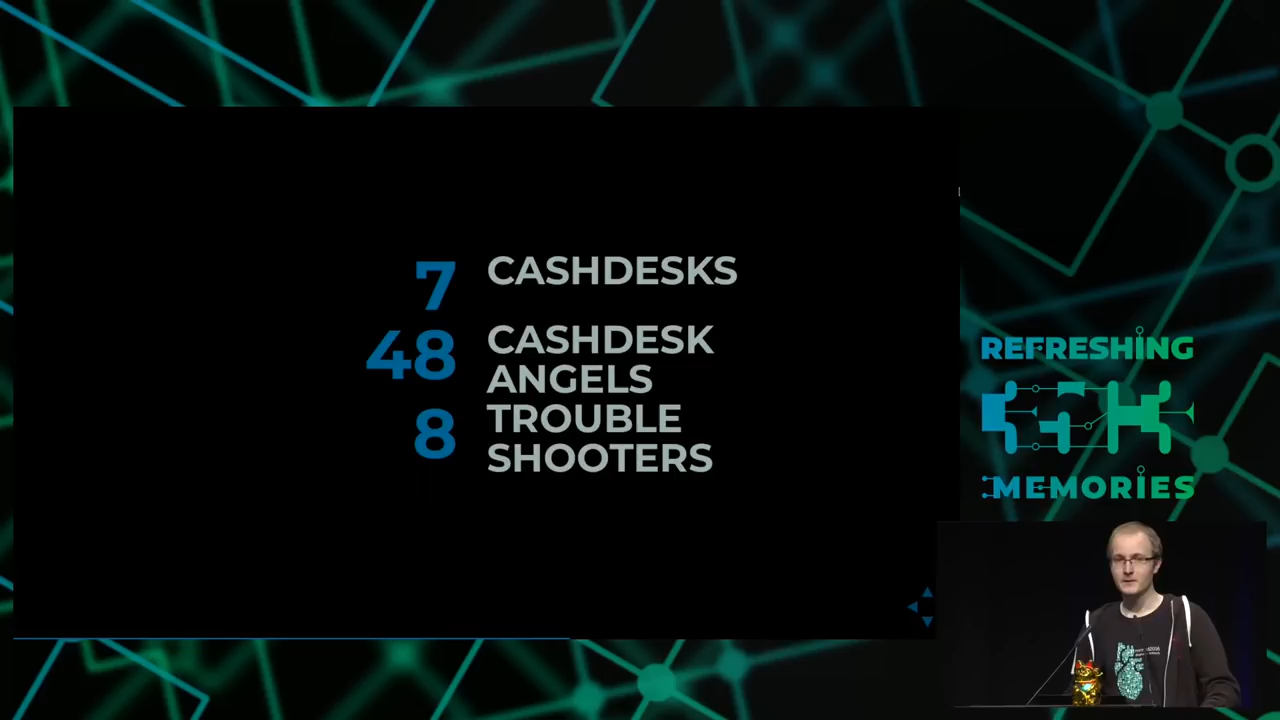 7 CASHDESKS
48 CASHDESK
ANGELS
8 TROUBLE
SHOOTERS
REFRESHING
MEMORIES